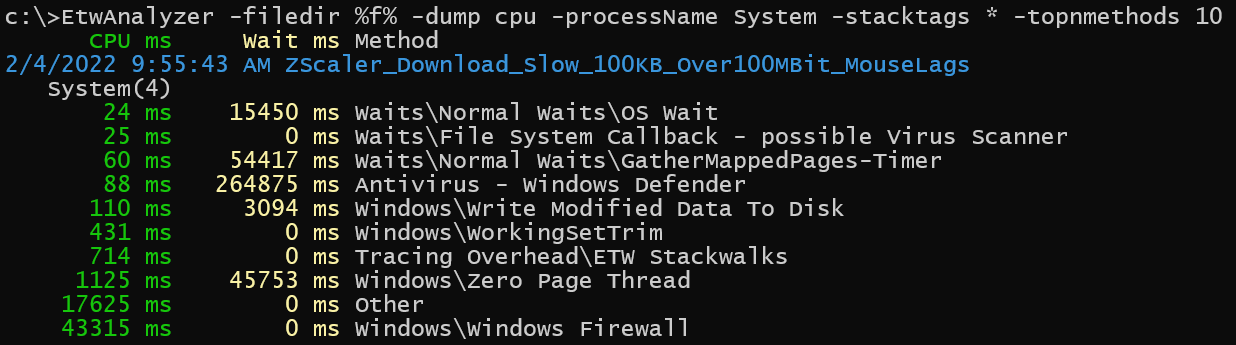 c:\>EtwAnalyzer -filedir %f% -dump cpu -processName System -stacktags * -topnmethods 10
CPU ms Wait ms Method
2/4/2022 9:55:43 AM ZScaler_Download_Slow_100KB_Over100MBit_MouseLags
System(4)
24 ms 15450 ms Waits\Normal Waits\OS Wait
25 ms 0 ms Waits\File System Callback - possible Virus Scanner
60 ms 54417 ms Waits\Normal Waits\GatherMappedPages-Timer
88 ms 264875 ms Antivirus - Windows Defender
110 ms 3094 ms Windows\Write Modified Data To Disk
431 ms 0 ms Windows\WorkingSetTrim
714 ms 0 ms Tracing Overhead\ETW Stackwalks
1125 ms 45753 ms Windows\Zero Page Thread
17625 ms 0 ms Other
43315 ms 0 ms Windows\Windows Firewall